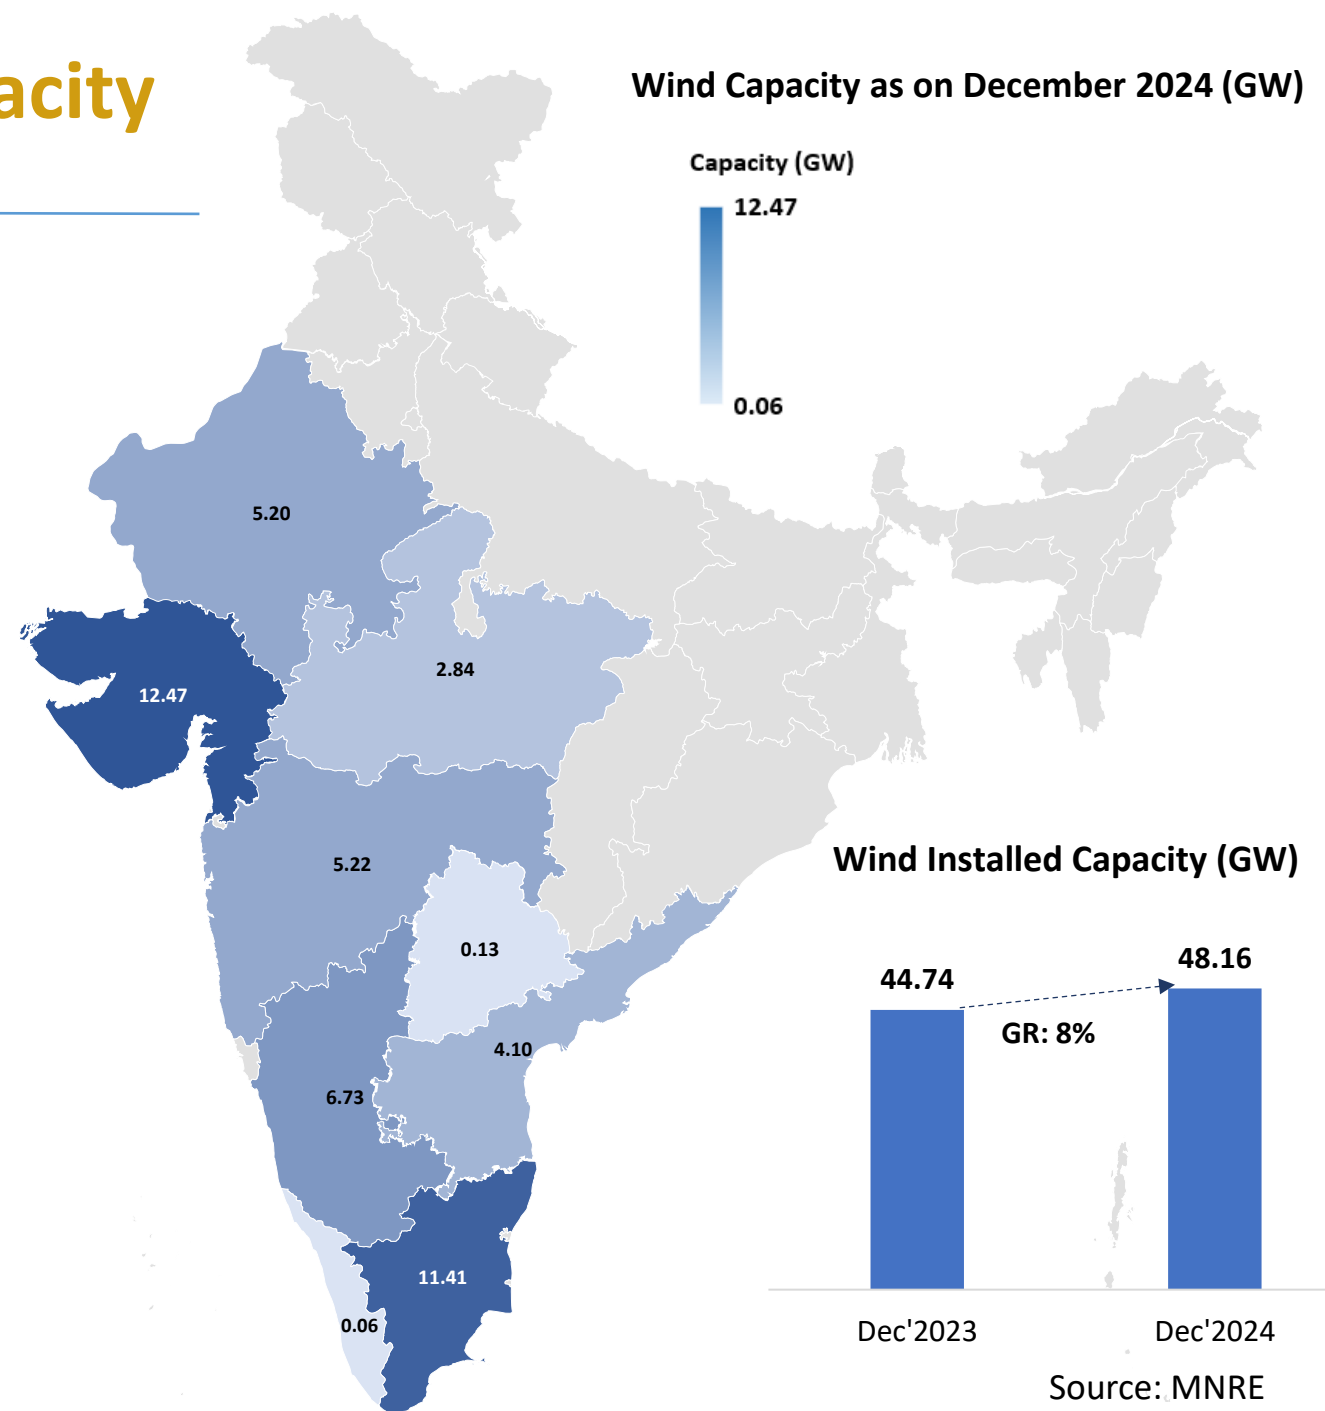 acity
Wind Capacity as on December 2024 (GW)
Capacity (GW)
12.47
0.06
5.20
2.84
12.47
5.22
0.13
4.10
6.73
11.41
0.06
Wind Installed Capacity (GW)
44.74
48.16
GR: 8%
Dec'2023
Dec'2024
Source: MNRE